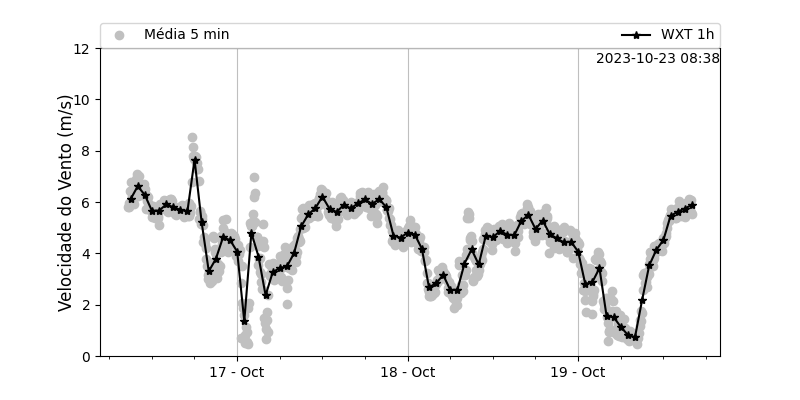 Média 5 min
WXT 1h
2023-10-23 08:38
Velocidade do Vento (m/s)
12
10
8
6
4
2
0
17 - Oct
18 - Oct
19 - Oct